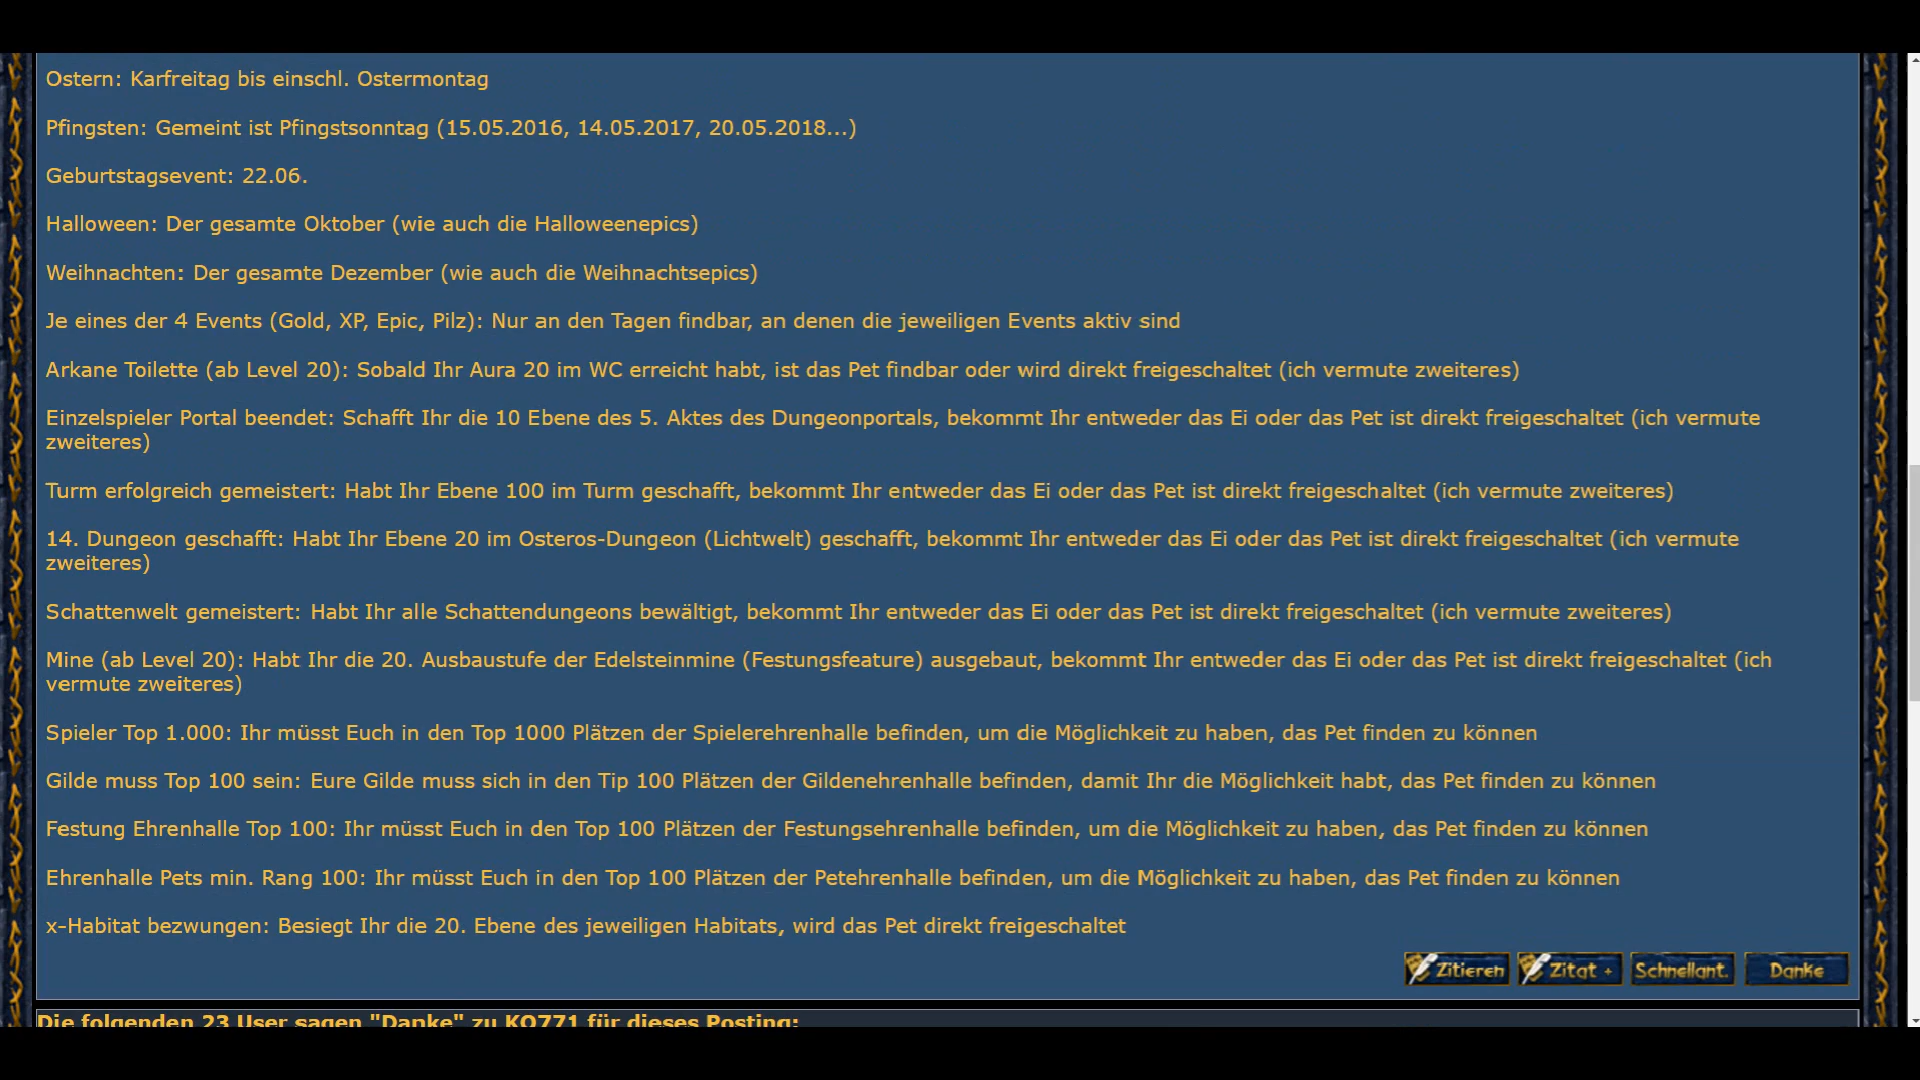 Ostern: Karfreitag bis einschl. Ostermontag
Pfingsten: Gemeint ist Pfingstsonntag (15.05.2016, 14.05.2017, 20.05.2018...)
Geburtstagsevent: 22.06.
Halloween: Der gesamte Oktober (wie auch die Halloweenepics)
Weihnachten: Der gesamte Dezember (wie auch die Weihnachtsepics)
Je eines der 4 Events (Gold, XP, Epic, Pilz): Nur an den Tagen findbar, an denen die jeweiligen Events aktiv sind
Arkane Toilette (ab Level 20): Sobald Ihr Aura 20 im WC erreicht habt, ist das Pet findbar oder wird direkt freigeschaltet (ich vermute zweiteres)
Einzelspieler Portal beendet: Schafft Ihr die 10 Ebene des 5. Aktes des Dungeonportals, bekommt Ihr entweder das Ei oder das Pet ist direkt freigeschaltet (ich vermute
zweiteres)
Turm erfolgreich gemeistert: Habt Ihr Ebene 100 im Turm geschafft, bekommt Ihr entweder das Ei oder das Pet ist direkt freigeschaltet (ich vermute zweiteres)
14. Dungeon geschafft: Habt Ihr Ebene 20 im Osteros-Dungeon (Lichtwelt) geschafft, bekommt Ihr entweder das Ei oder das Pet ist direkt freigeschaltet (ich vermute
zweiteres)
Schattenwelt gemeistert: Habt Ihr alle Schattendungeons bewältigt, bekommt Ihr entweder das Ei oder das Pet ist direkt freigeschaltet (ich vermute zweiteres)
Mine (ab Level 20): Habt Ihr die 20. Ausbaustufe der Edelsteinmine (Festungsfeature) ausgebaut, bekommt Ihr entweder das Ei oder das Pet ist direkt freigeschaltet (ich
vermute zweiteres)
Spieler Top 1.000: Ihr müsst Euch in den Top 1000 Plätzen der Spielerehrenhalle befinden, um die Möglichkeit zu haben, das Pet finden zu können
Gilde muss Top 100 sein: Eure Gilde muss sich in den Tip 100 Plätzen der Gildenehrenhalle befinden, damit Ihr die Möglichkeit habt, das Pet finden zu können
Festung Ehrenhalle Top 100: Ihr müsst Euch in den Top 100 Plätzen der Festungsehrenhalle befinden, um die Möglichkeit zu haben, das Pet finden zu können
Ehrenhalle Pets min. Rang 100: Ihr müsst Euch in den Top 100 Plätzen der Petehrenhalle befinden, um die Möglichkeit zu haben, das Pet finden zu können
x-Habitat bezwungen: Besiegt Ihr die 20. Ebene des jeweiligen Habitats, wird das Pet direkt freigeschaltet
Zitieren Zitat + Schnellant. Danke
Die folgenden 23 User sagen "Danke" zu KO771 für dieses Posting: